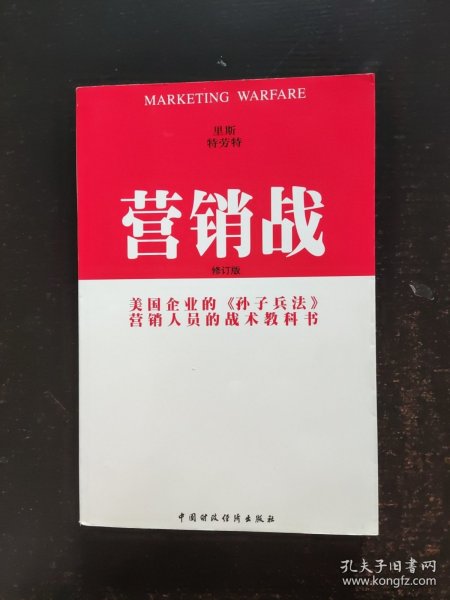 MARKETING WARFARE
里斯
特劳特
营销战
修订版
美国企业的《孙子兵法》
营销人员的战术教科书
中国财政经济出版社
孔夫子旧书网
www.kongfz.com